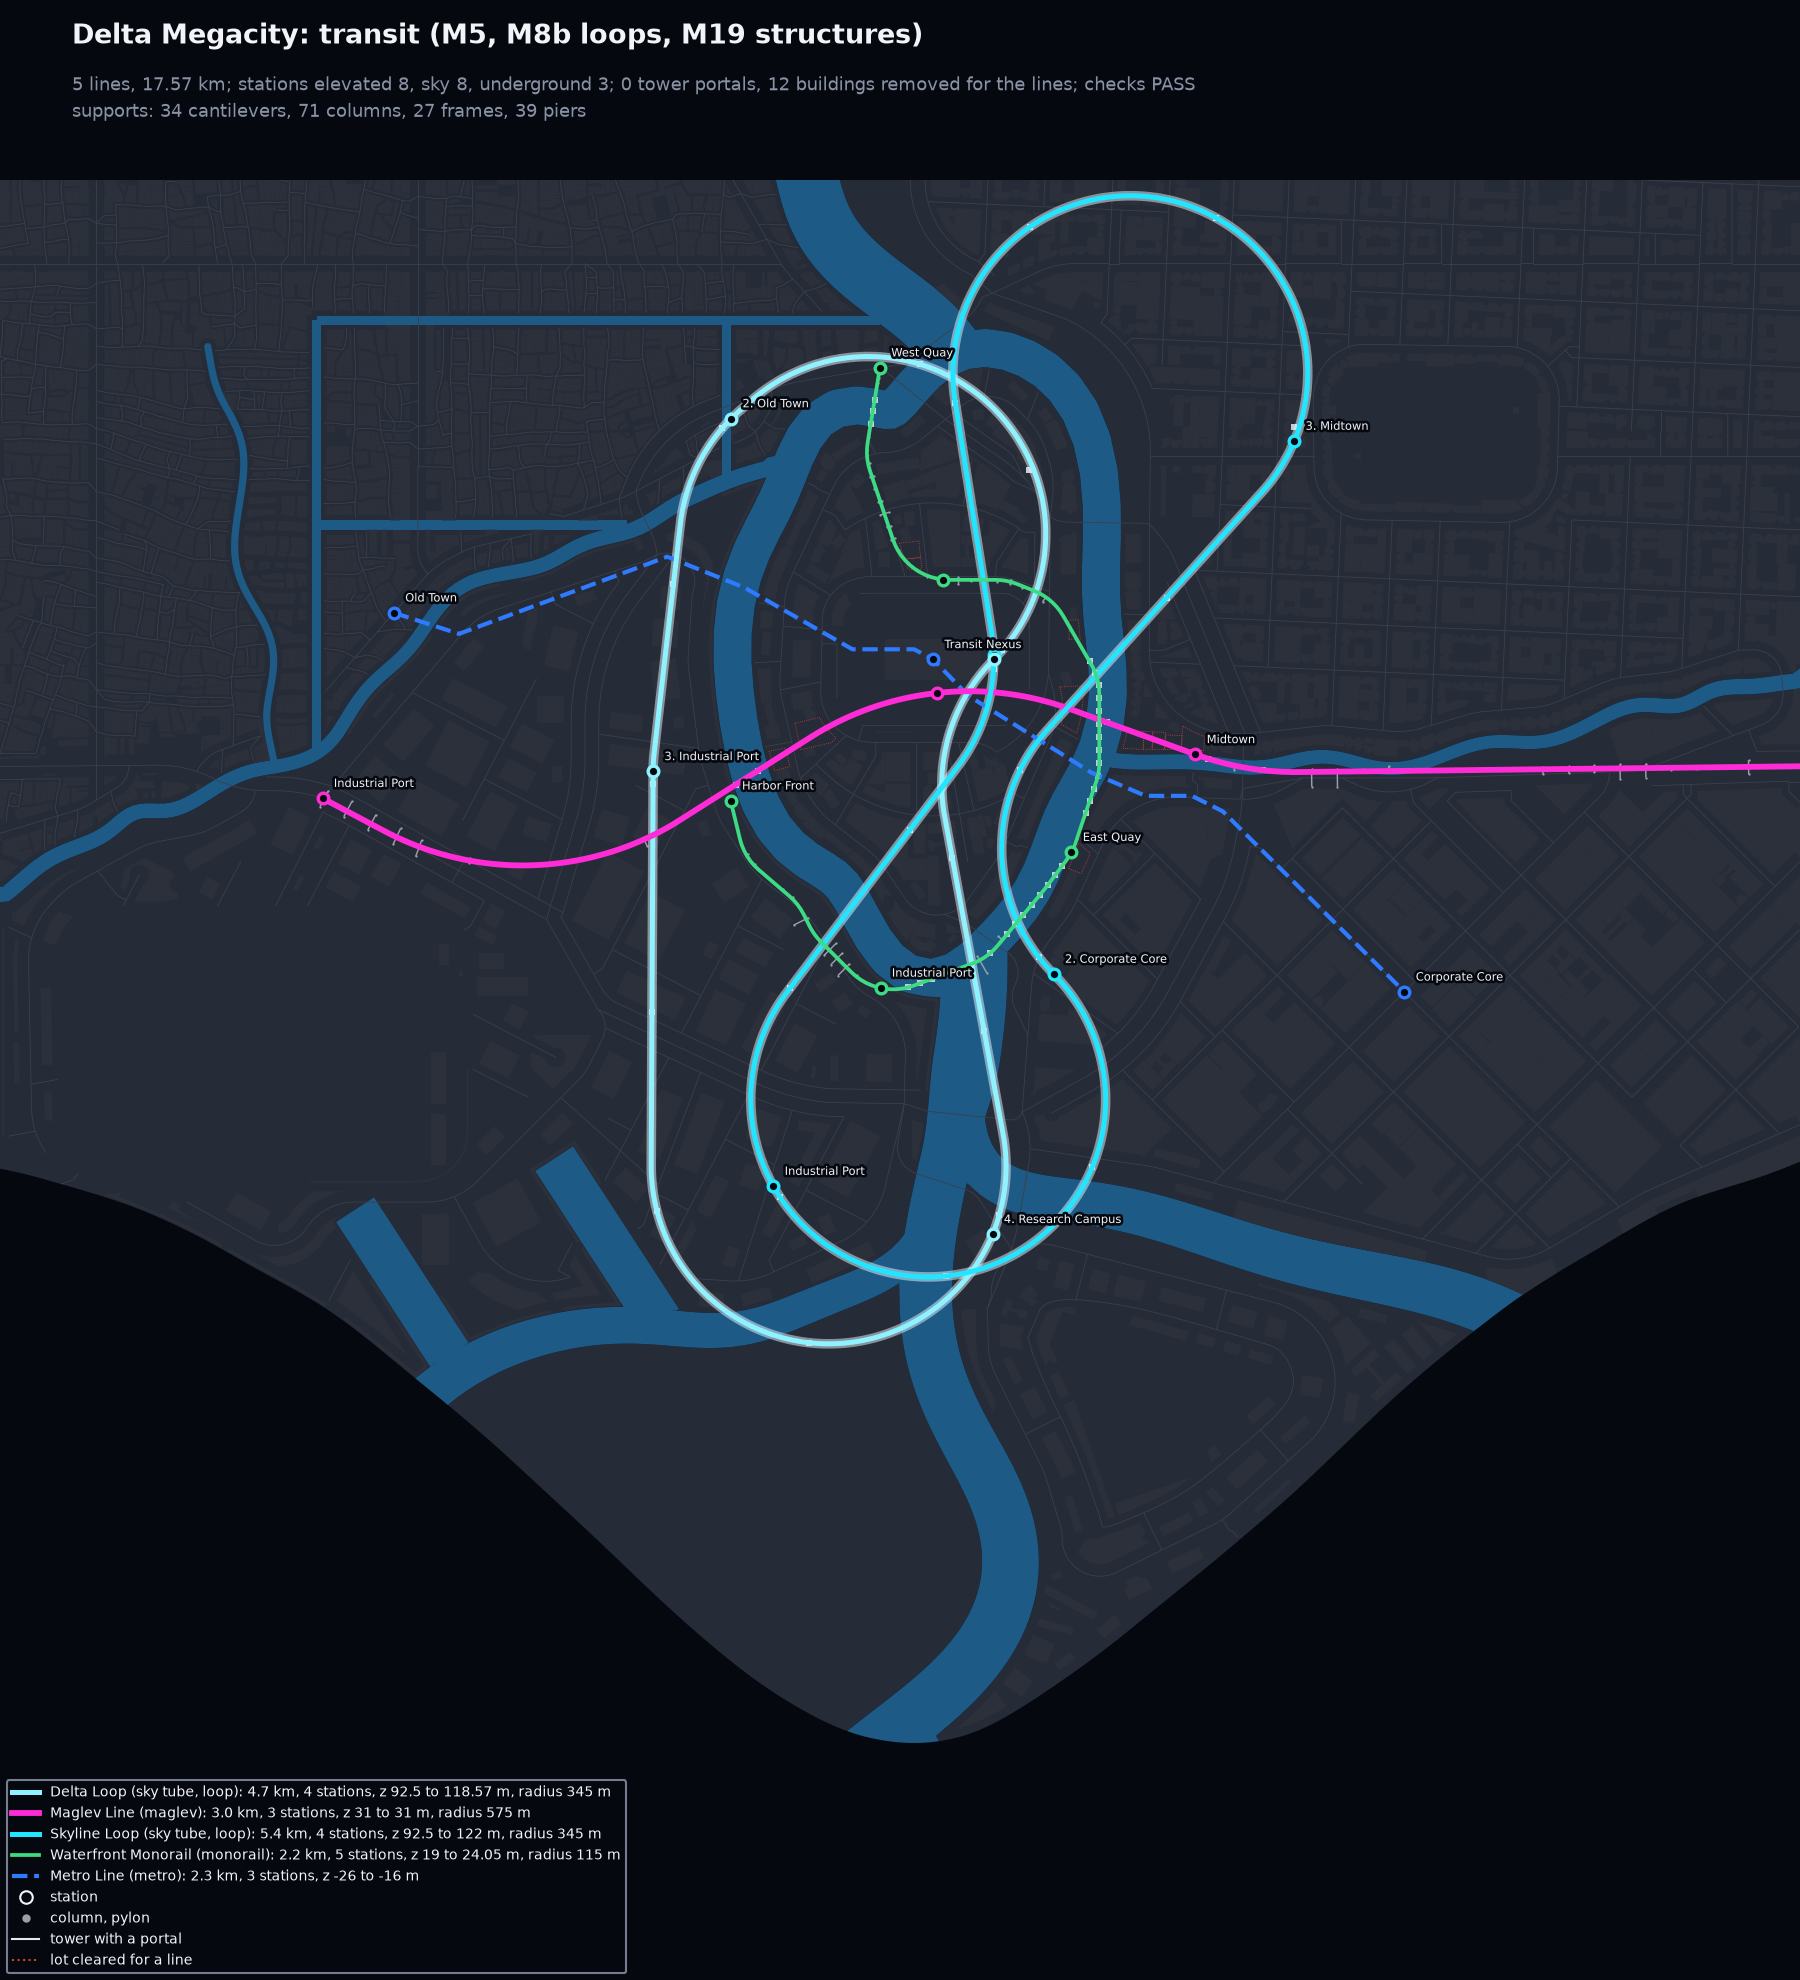 Delta Megacity: transit (M5, M8b loops, M19 structures)
5 lines, 17.57 km; stations elevated 8, sky 8, underground 3; 0 tower portals, 12 buildings removed for the lines; checks PASS
supports: 34 cantilevers, 71 columns, 27 frames, 39 piers
West Quay
2. Old Town
3. Midtown
Old Town
Transit Nexus
Midtown
3. Industrial Port
Industrial Port
Harbor Front
East Quay
2. Corporate Core
Industrial Port
Corporate Core
Industrial Port
4. Research Campus
Delta Loop (sky tube, loop): 4.7 km, 4 stations, z 92.5 to 118.57 m, radius 345 m
Maglev Line (maglev): 3.0 km, 3 stations, z 31 to 31 m, radius 575 m
Skyline Loop (sky tube, loop): 5.4 km, 4 stations, z 92.5 to 122 m, radius 345 m
Waterfront Monorail (monorail): 2.2 km, 5 stations, z 19 to 24.05 m, radius 115 m
Metro Line (metro): 2.3 km, 3 stations, z -26 to -16 m
station
column, pylon
tower with a portal
lot cleared for a line